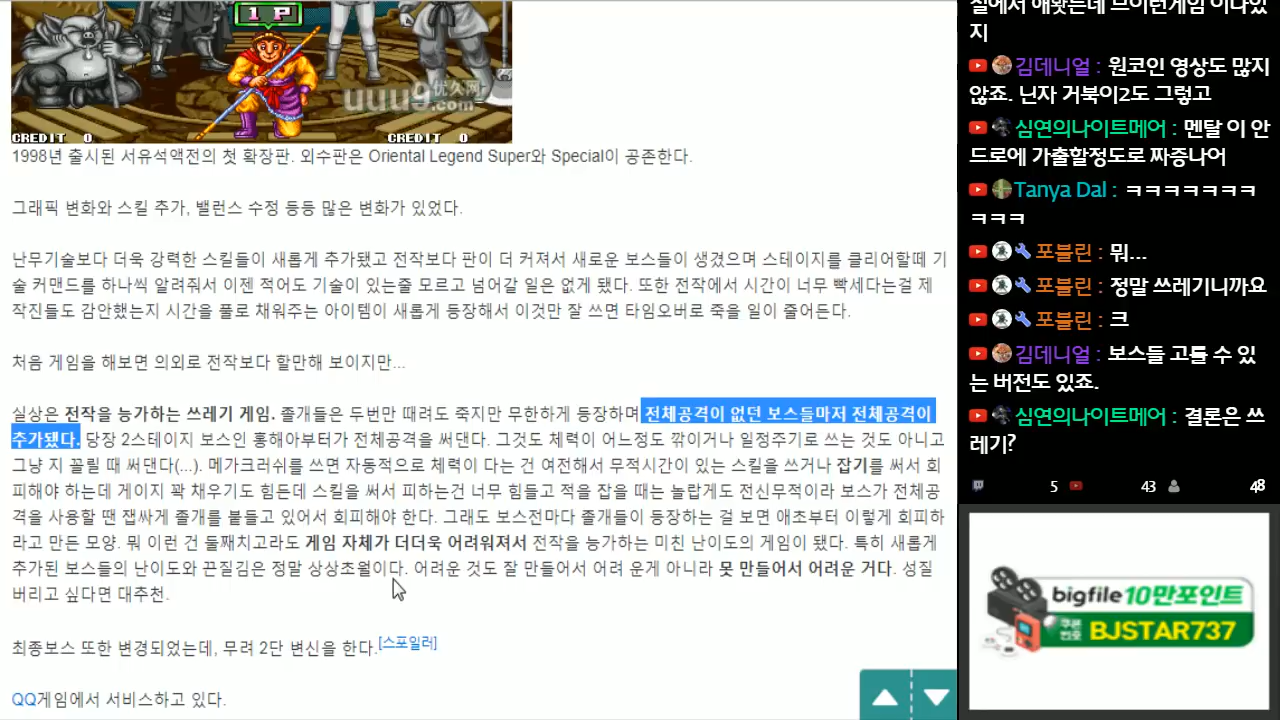 1 P
uuu9 优久网
.com
CREDIT 0 CREDIT 0
1998년 출시된 서유석액전의 첫 확장판. 외수판은 Oriental Legend Super와 Special이 공존한다.
그래픽 변화와 스킬 추가, 밸런스 수정 등등 많은 변화가 있었다.
난무기술보다 더욱 강력한 스킬들이 새롭게 추가됐고 전작보다 판이 더 커져서 새로운 보스들이 생겼으며 스테이지를 클리어할떼 기
술 커맨드를 하나씩 알려줘서 이젠 적어도 기술이 있는줄 모르고 넘어갈 일은 없게 됐다. 또한 전작에서 시간이 너무 빡세다는걸 제
작진들도 감안했는지 시간을 풀로 채워주는 아이템이 새롭게 등장해서 이것만 잘 쓰면 타임오버로 죽을 일이 줄어든다.
처음 게임을 해보면 의외로 전작보다 할만해 보이지만...
실상은 전작을 능가하는 쓰레기 게임. 졸개들은 두번만 때려도 죽지만 무한하게 등장하며 전체공격이 없던 보스들마저 전체공격이
추가됐다. 당장 2스테이지 보스인 홍해아부터가 전체공격을 써댄다. 그것도 체력이 어느정도 깎이거나 일정주기로 쓰는 것도 아니고
그냥 지 꼴릴 때 써댄다(...). 메가크러쉬를 쓰면 자동적으로 체력이 다는 건 여전해서 무적시간이 있는 스킬을 쓰거나 잡기를 써서 회
피해야 하는데 게이지 꽉 채우기도 힘든데 스킬을 써서 피하는건 너무 힘들고 적을 잡을 때는 놀랍게도 전신무적이라 보스가 전체공
격을 사용할 땐 잽싸게 졸개를 붙들고 있어서 회피해야 한다. 그래도 보스전마다 졸개들이 등장하는 걸 보면 애초부터 이렇게 회피하
라고 만든 모양. 뭐 이런 건 둘째치고라도 게임 자체가 더더욱 어려워져서 전작을 능가하는 미친 난이도의 게임이 됐다. 특히 새롭게
추가된 보스들의 난이도와 끈질김은 정말 상상초월이다. 어려운 것도 잘 만들어서 어려 운게 아니라 못 만들어서 어려운 거다. 성질
버리고 싶다면 대추천.
최종보스 또한 변경되었는데, 무려 2단 변신을 한다.[스포일러]
QQ게임에서 서비스하고 있다.
질에서 애왓는데 므이런게임 이나있
지
김데니얼 : 원코인 영상도 많지
않죠. 닌자 거북이2도 그렇고
심연의나이트메어 : 멘탈 이 안
드로에 가출할정도로 짜증나어
Tanya Dal : ㅋㅋㅋㅋㅋㅋㅋ
ㅋㅋㅋ
포블린 : 뭐...
포블린 : 정말 쓰레기니까요
포블린 : 크
김데니얼 : 보스들 고를 수 있
는 버전도 있죠.
심연의나이트메어 : 결론은 쓰
레기?
5 43 48
bigfile 10만포인트
쿠폰
번호 BJSTAR737